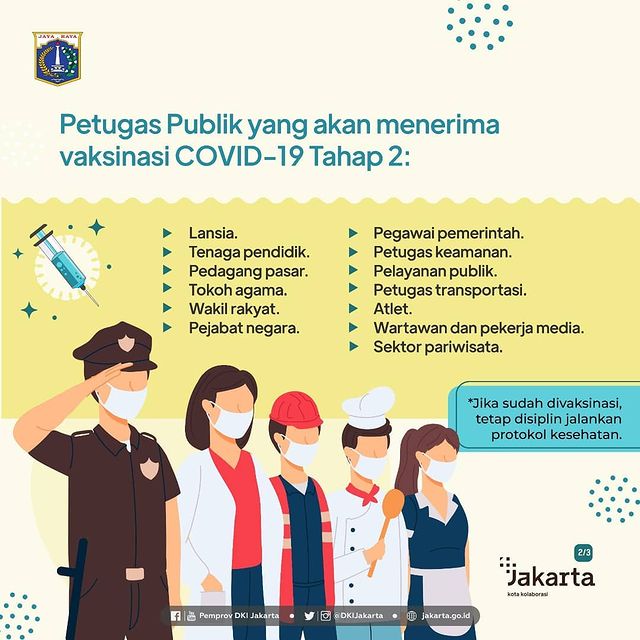 JAYA RAYA
Petugas Publik yang akan menerima
vaksinasi COVID-19 Tahap 2:
Lansia.
Tenaga pendidik.
Pedagang pasar.
Tokoh agama.
Wakil rakyat.
Pejabat negara.
Pegawai pemerintah.
Petugas keamanan.
Pelayanan publik.
Petugas transportasi.
Atlet.
Wartawan dan pekerja media.
Sektor pariwisata.
*Jika sudah divaksinasi,
tetap disiplin jalankan
protokol kesehatan.
2/3
Jakarta
kota kolaborasi
Pemprov DKI Jakarta @DKIJakarta jakarta.go.id